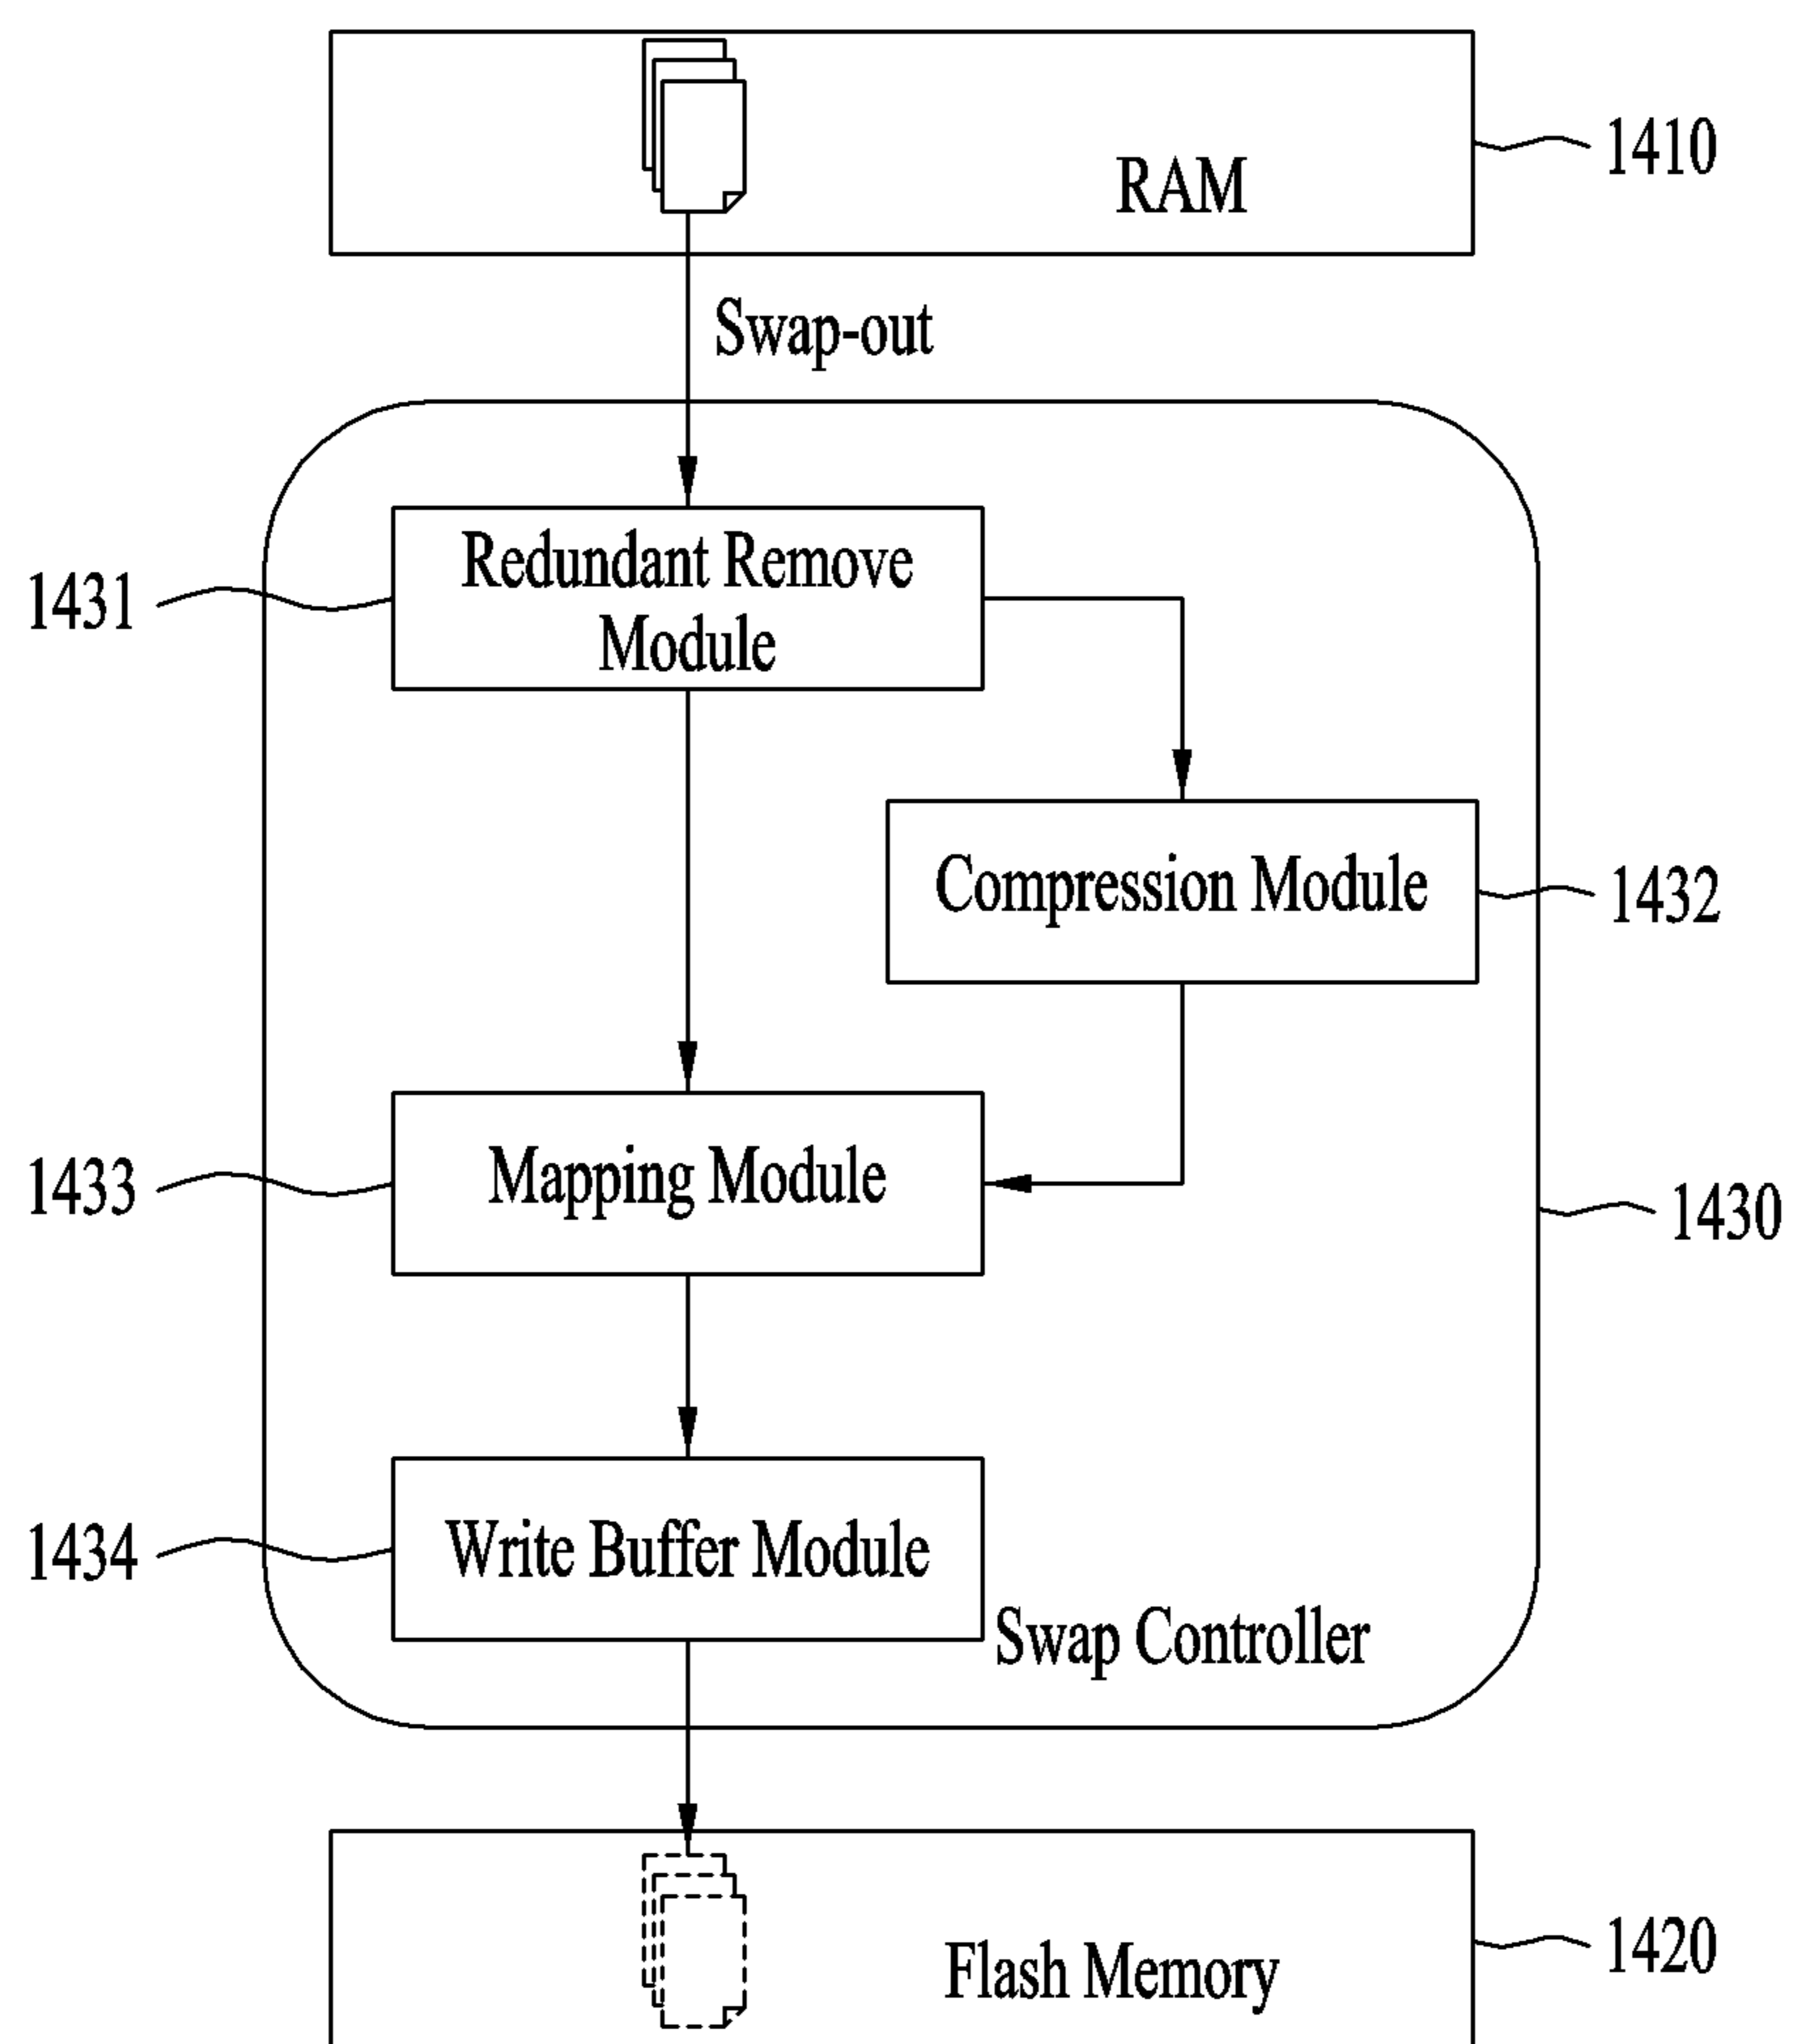 1410
RAM
Swap-out
Redundant Remove
Module
1431
Compression Module
1432
Mapping Module
1433
1430
Write Buffer Module
1434
Swap Controller
Flash Memory
1420